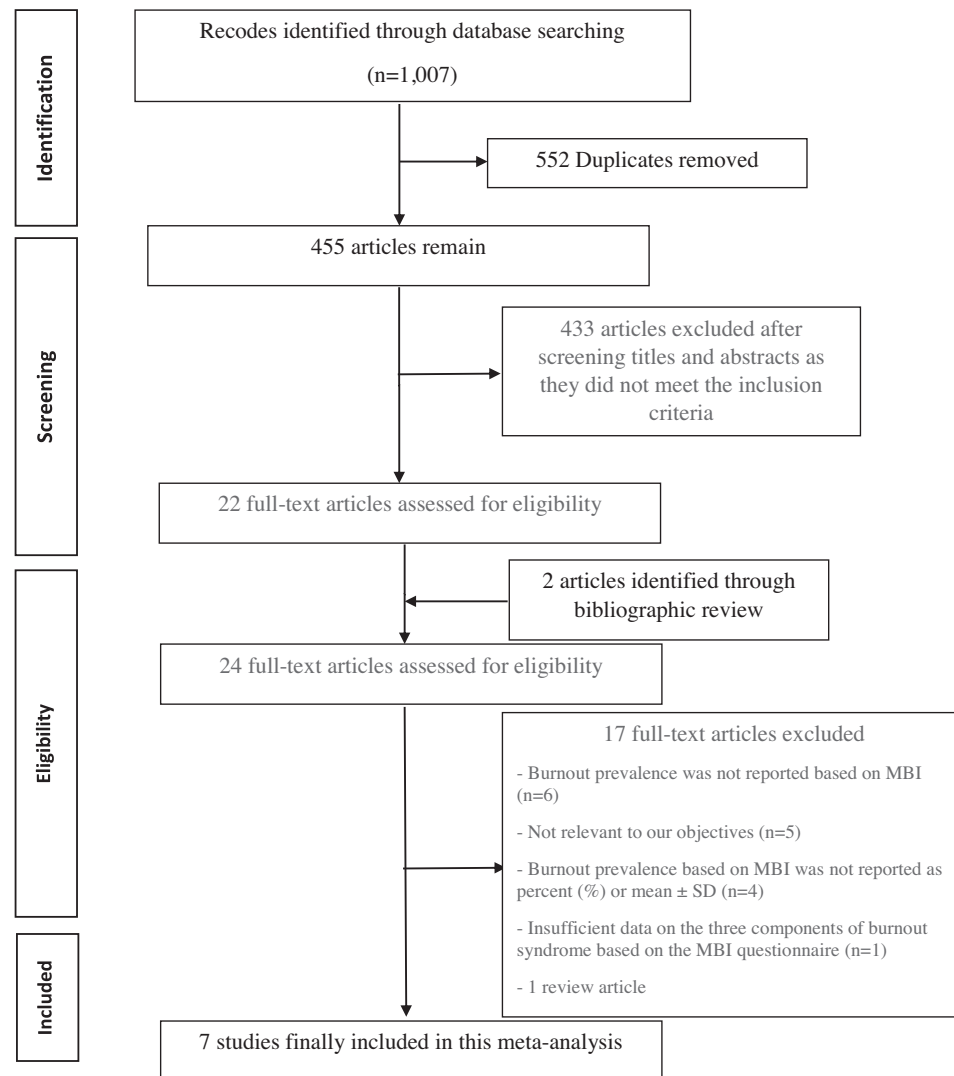 Identification
Recodes identified through database searching
(n=1,007)
552 Duplicates removed
Screening
455 articles remain
433 articles excluded after
screening titles and abstracts as
they did not meet the inclusion
criteria
22 full-text articles assessed for eligibility
Eligibility
2 articles identified through
bibliographic review
24 full-text articles assessed for eligibility
17 full-text articles excluded
- Burnout prevalence was not reported based on MBI
(n=6)
- Not relevant to our objectives (n=5)
- Burnout prevalence based on MBI was not reported as
percent (%) or mean ± SD (n=4)
- Insufficient data on the three components of burnout
syndrome based on the MBI questionnaire (n=1)
- 1 review article
Included
7 studies finally included in this meta-analysis